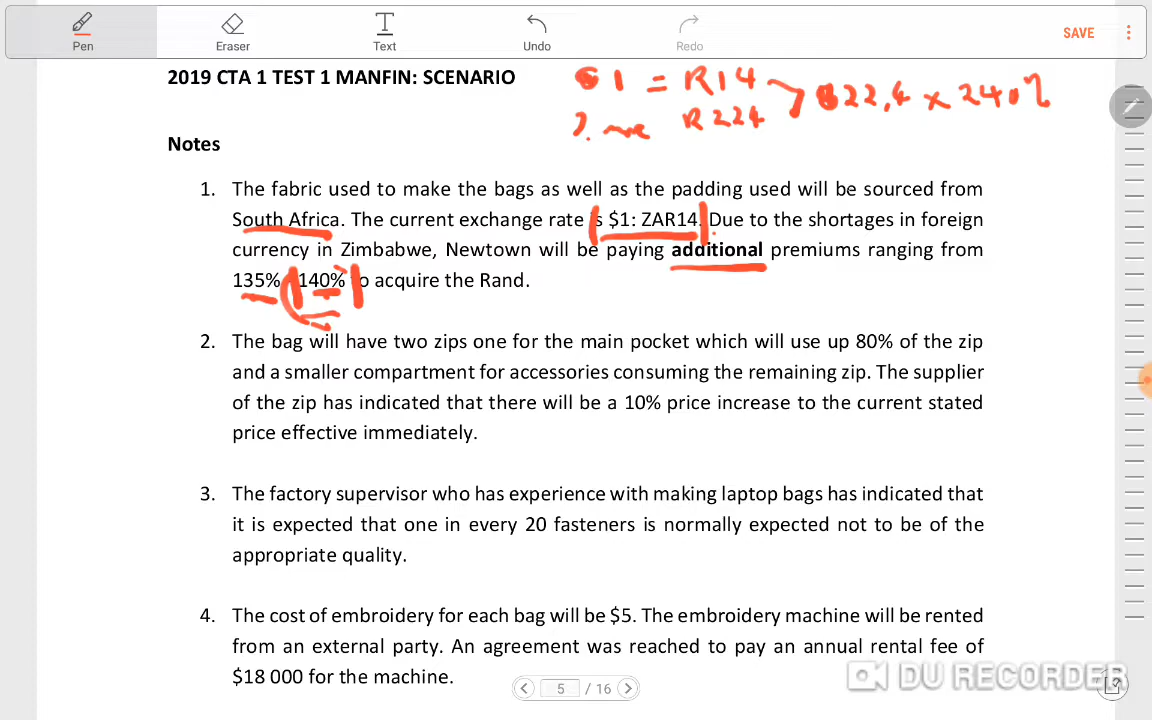 Pen Eraser Text Undo Redo SAVE
2019 CTA 1 TEST 1 MANFIN: SCENARIO
$1 = R14
R224
$22,4 x 240%
Notes
1. The fabric used to make the bags as well as the padding used will be sourced from
South Africa. The current exchange rate is $1: ZAR14. Due to the shortages in foreign
currency in Zimbabwe, Newtown will be paying additional premiums ranging from
135% 140% to acquire the Rand.
2. The bag will have two zips one for the main pocket which will use up 80% of the zip
and a smaller compartment for accessories consuming the remaining zip. The supplier
of the zip has indicated that there will be a 10% price increase to the current stated
price effective immediately.
3. The factory supervisor who has experience with making laptop bags has indicated that
it is expected that one in every 20 fasteners is normally expected not to be of the
appropriate quality.
4. The cost of embroidery for each bag will be $5. The embroidery machine will be rented
from an external party. An agreement was reached to pay an annual rental fee of
$18 000 for the machine.
5 / 16
DU RECORDER